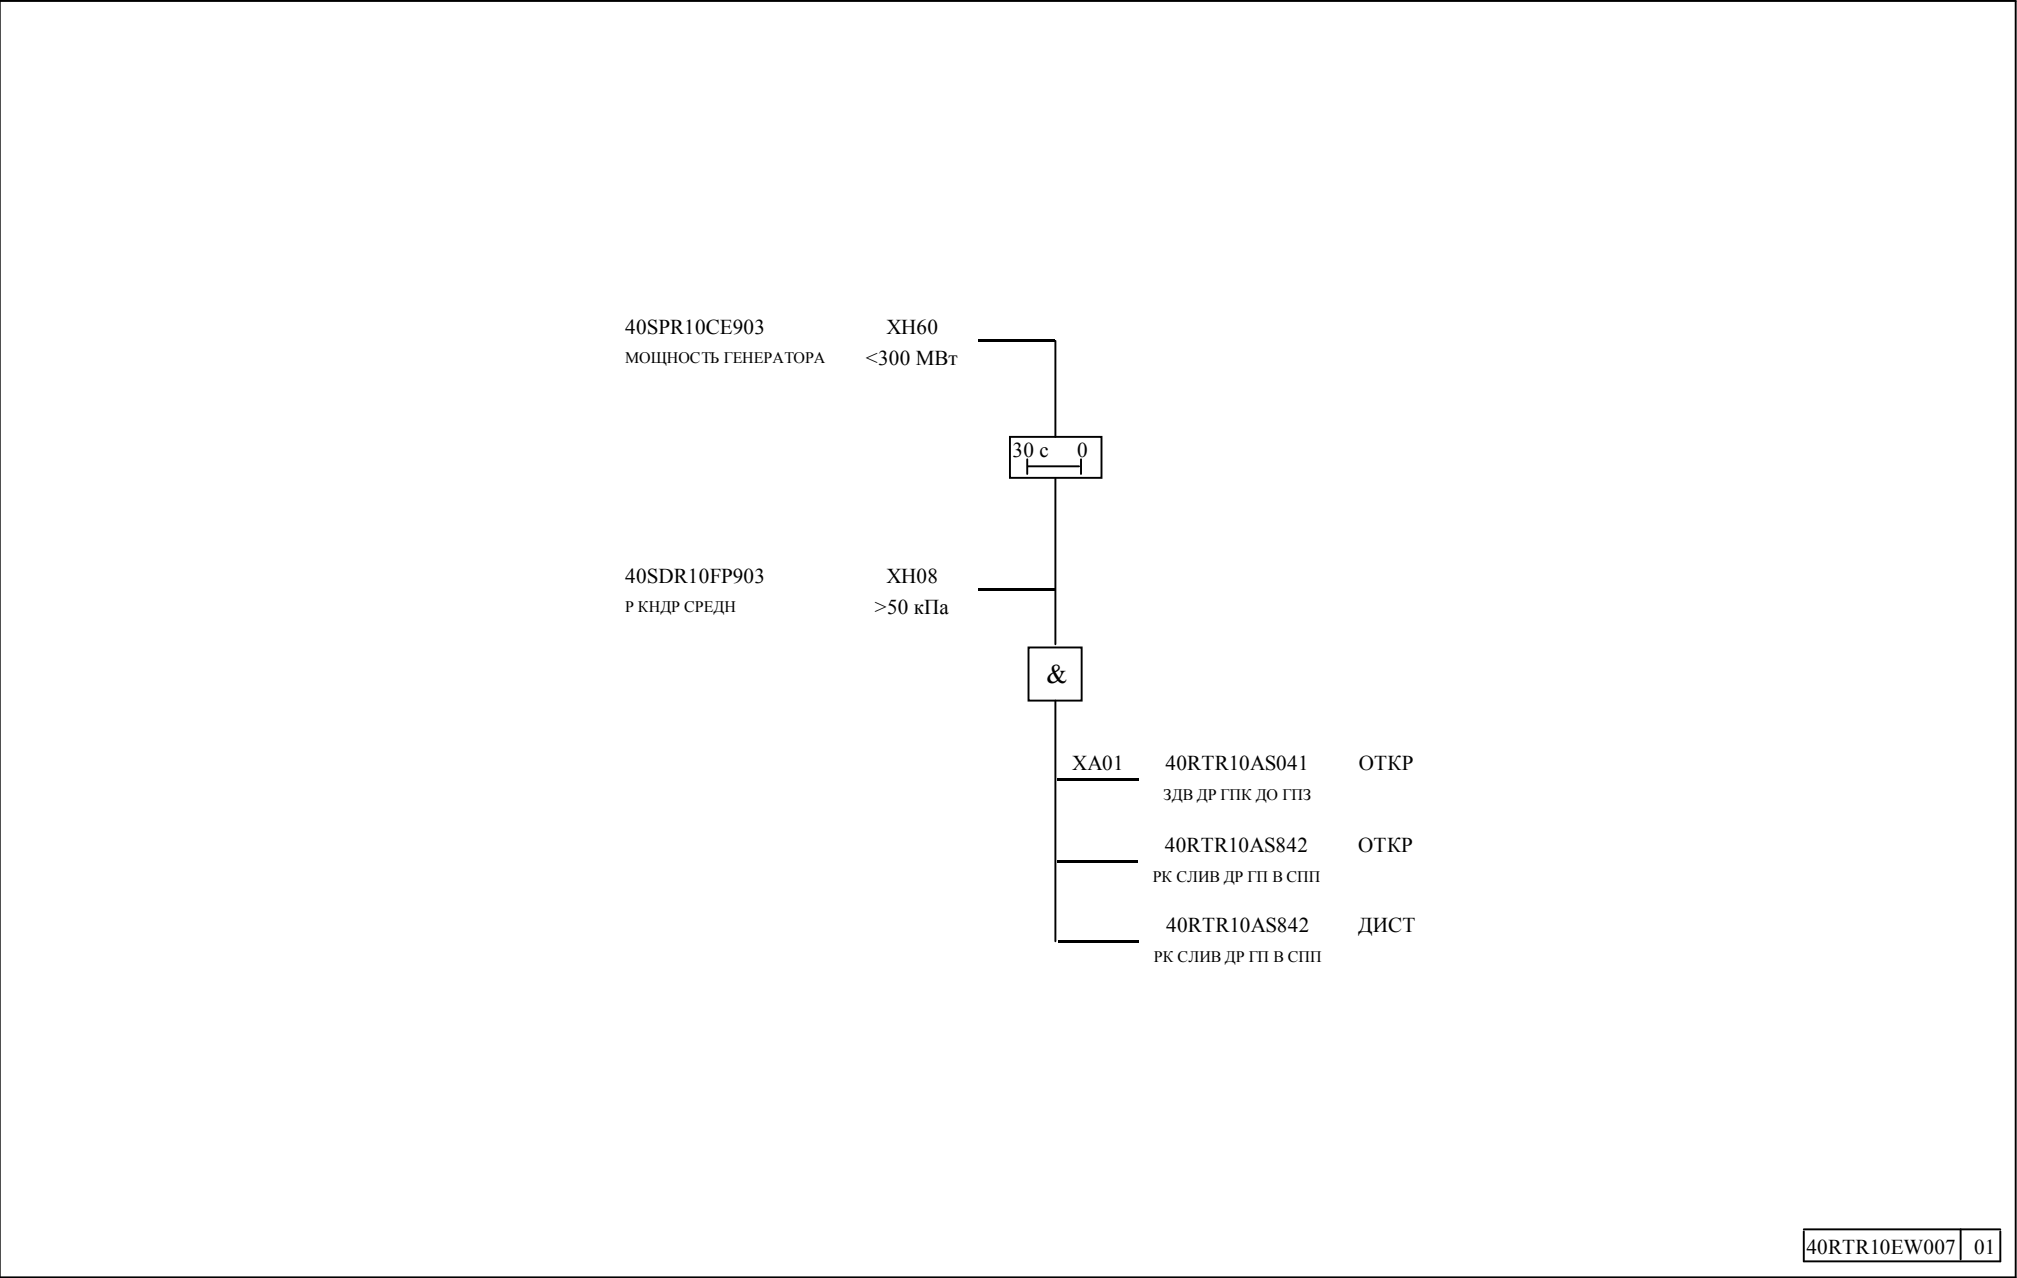 40SPR10CE903 XH60
МОЩНОСТЬ ГЕНЕРАТОРА <300 МВт
30 с 0
40SDR10FP903 XH08
Р КНДР СРЕДН >50 кПа
&
XA01 40RTR10AS041 ОТКР
ЗДВ ДР ГПК ДО ГПЗ
40RTR10AS842 ОТКР
РК СЛИВ ДР ГП В СПП
40RTR10AS842 ДИСТ
РК СЛИВ ДР ГП В СПП
40RTR10EW007 01